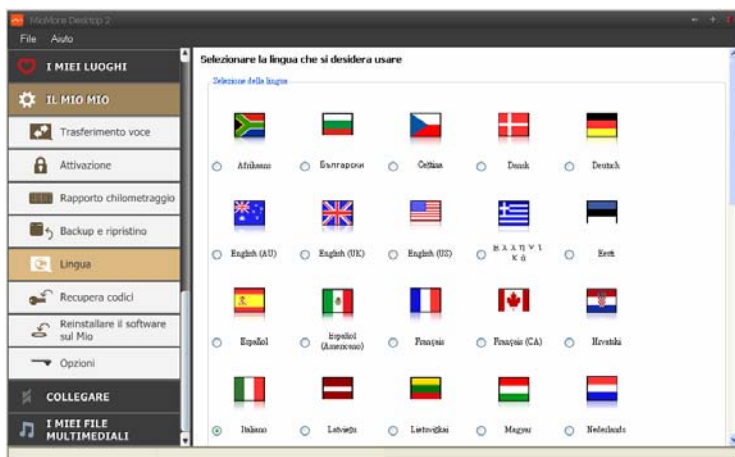 MioMore Desktop 2
File Aiuto
I MIEI LUOGHI
IL MIO MIO
Trasferimento voce
Attivazione
Rapporto chilometraggio
Backup e ripristino
Lingua
Recupera codici
Reinstallare il software
sul Mio
Opzioni
COLLEGARE
I MIEI FILE
MULTIMEDIALI
Selezionare la lingua che si desidera usare
Selezione della lingua
Afrikaans Български Čeština Dansk Deutsch
English (AU) English (UK) English (US) Ελληνικά Eesti
Español Español (Americano) Français Français (CA) Hrvatski
Italiano Latviešu Lietuviškai Magyar Nederlands